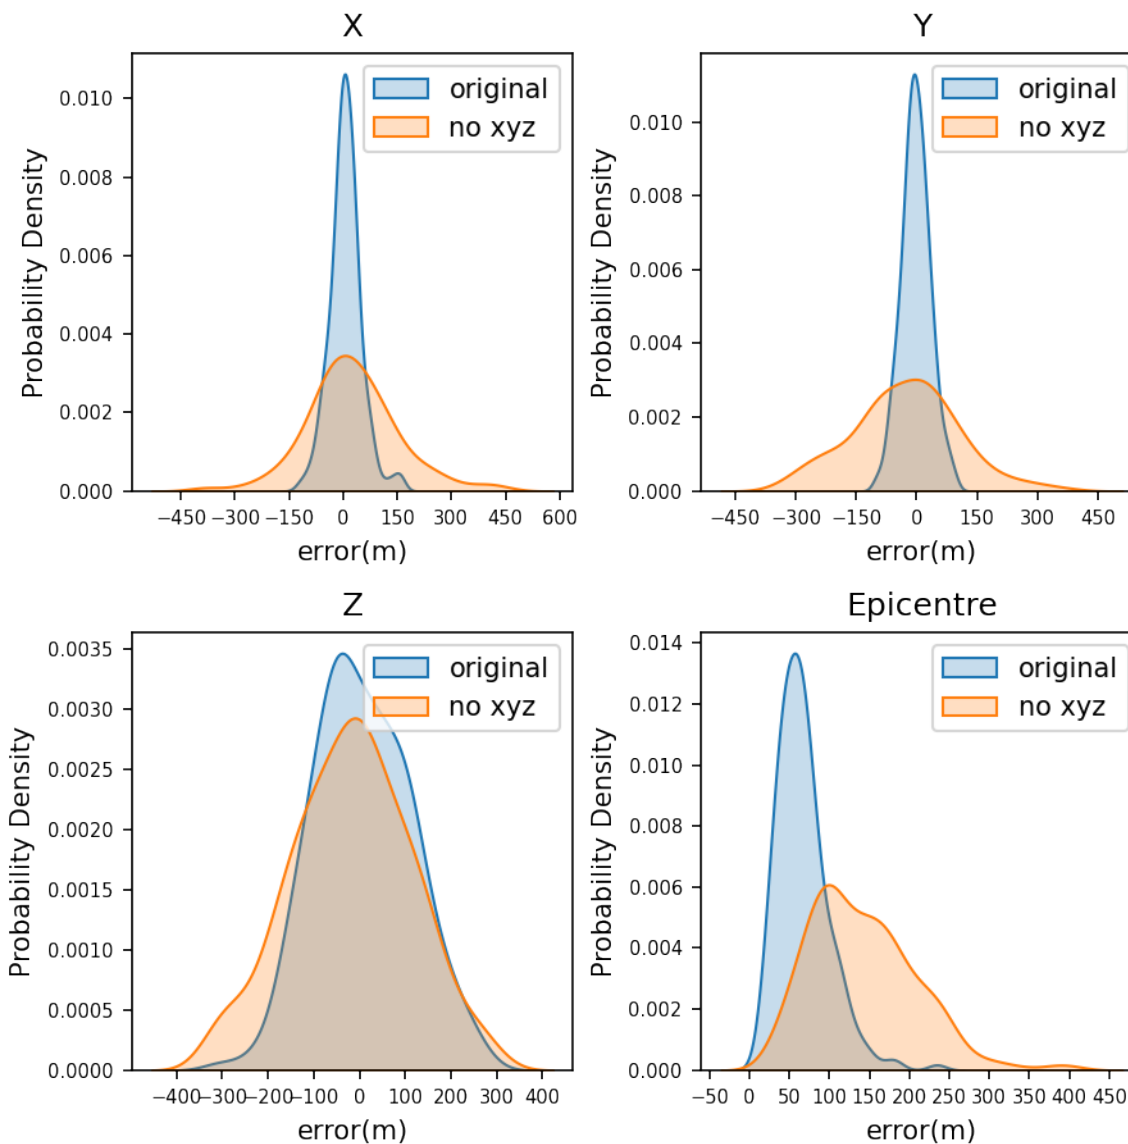 X
original
no xyz
Probability Density
0.010
0.008
0.006
0.004
0.002
0.000
−450 −300 −150 0 150 300 450 600
error(m)
Y
original
no xyz
Probability Density
0.010
0.008
0.006
0.004
0.002
0.000
−450 −300 −150 0 150 300 450
error(m)
Z
original
no xyz
Probability Density
0.0035
0.0030
0.0025
0.0020
0.0015
0.0010
0.0005
0.0000
−400 −300 −200 −100 0 100 200 300 400
error(m)
Epicentre
original
no xyz
Probability Density
0.014
0.012
0.010
0.008
0.006
0.004
0.002
0.000
−50 0 50 100 150 200 250 300 350 400 450
error(m)